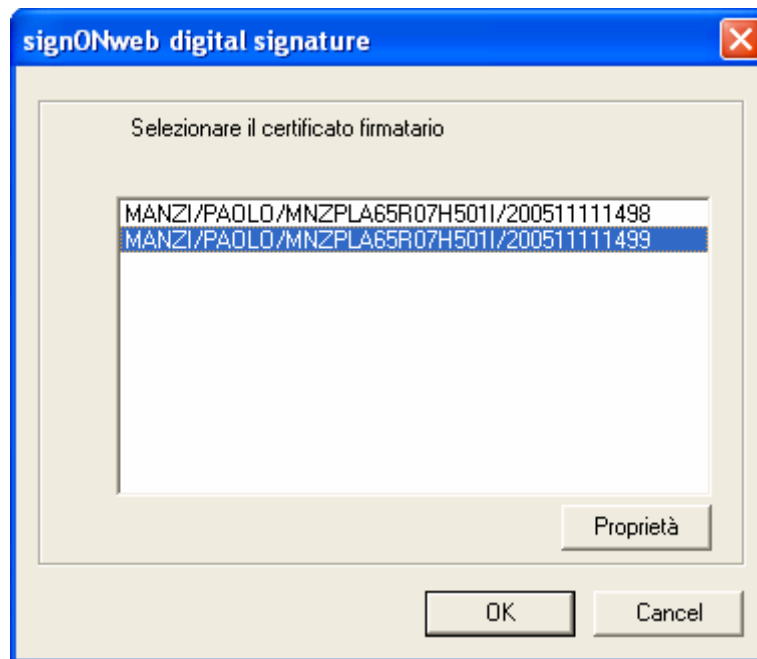 signONweb digital signature
Selezionare il certificato firmatario
MANZI/PAOLO/MNZPLA65R07H501I/200511111498
MANZI/PAOLO/MNZPLA65R07H501I/200511111499
Proprietà
OK
Cancel